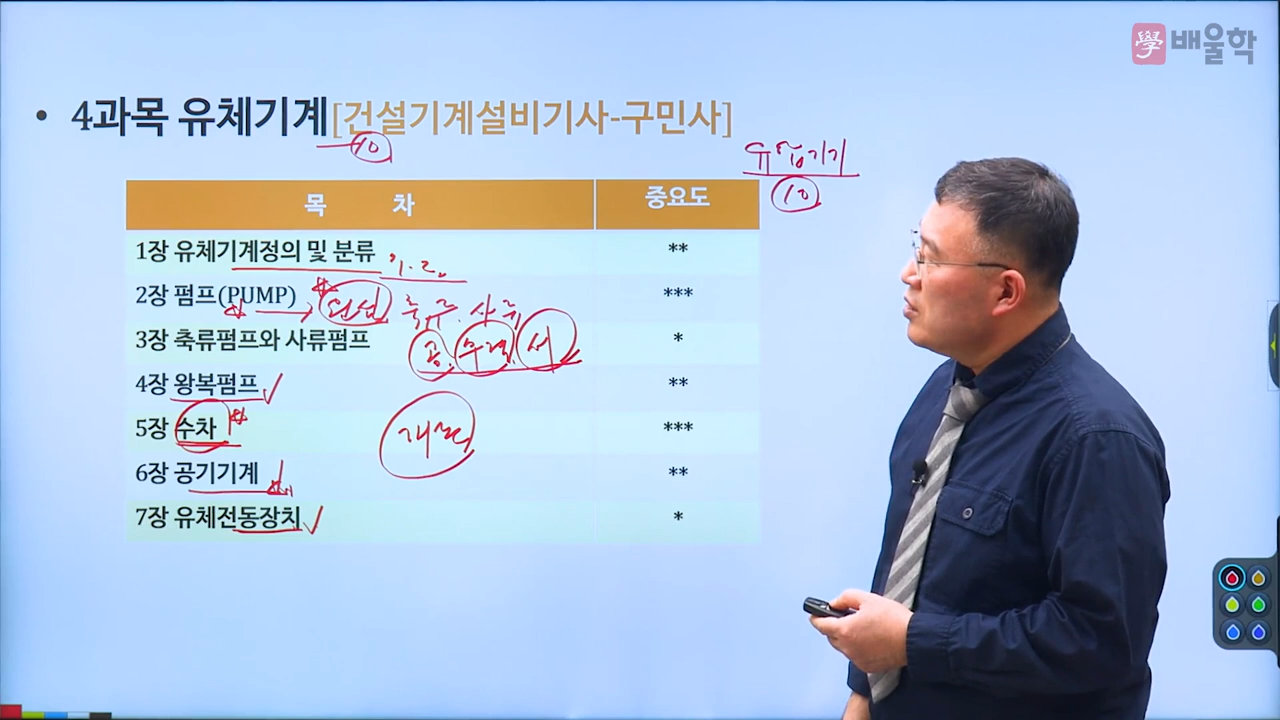 學 배울학
• 4과목 유체기계[건설기계설비기사-구민사]
10
유압기기
10
목 차 중요도
1장 유체기계정의 및 분류 **
2장 펌프(PUMP) 원심 축류. 사류 ***
3장 축류펌프와 사류펌프 *
공. 수격. 서
4장 왕복펌프 **
5장 수차 ***
6장 공기기계 **
7장 유체전동장치 *